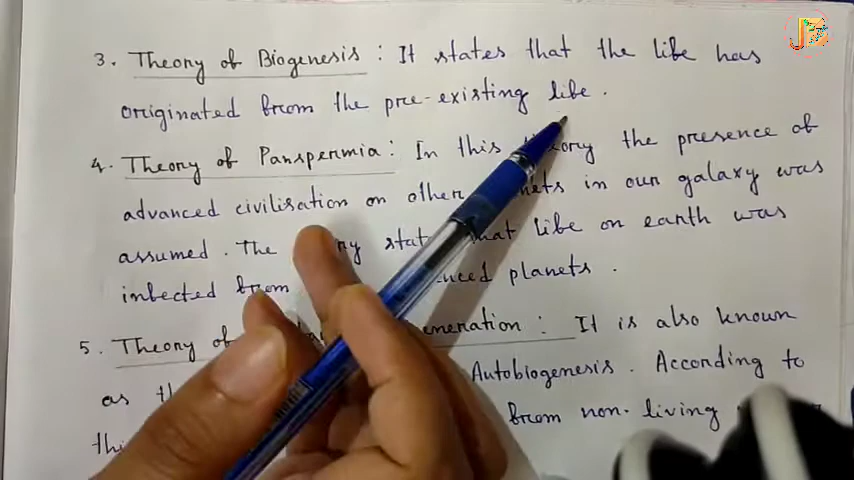 3. Theory of Biogenesis : It states that the life has
originated from the pre-existing life.
4. Theory of Panspermia : In this the presence of
advanced civilisation on other in our galaxy was
assumed. The that life on earth was
infected from planets.
5. Theory of : It is also known
as Autobiogenesis. According to
from non-living